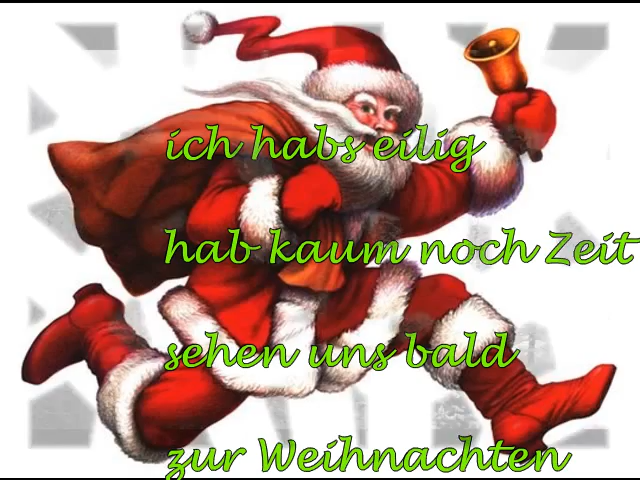 ich habs eilig
hab kaum noch Zeit
sehen uns bald
zur Weihnachten